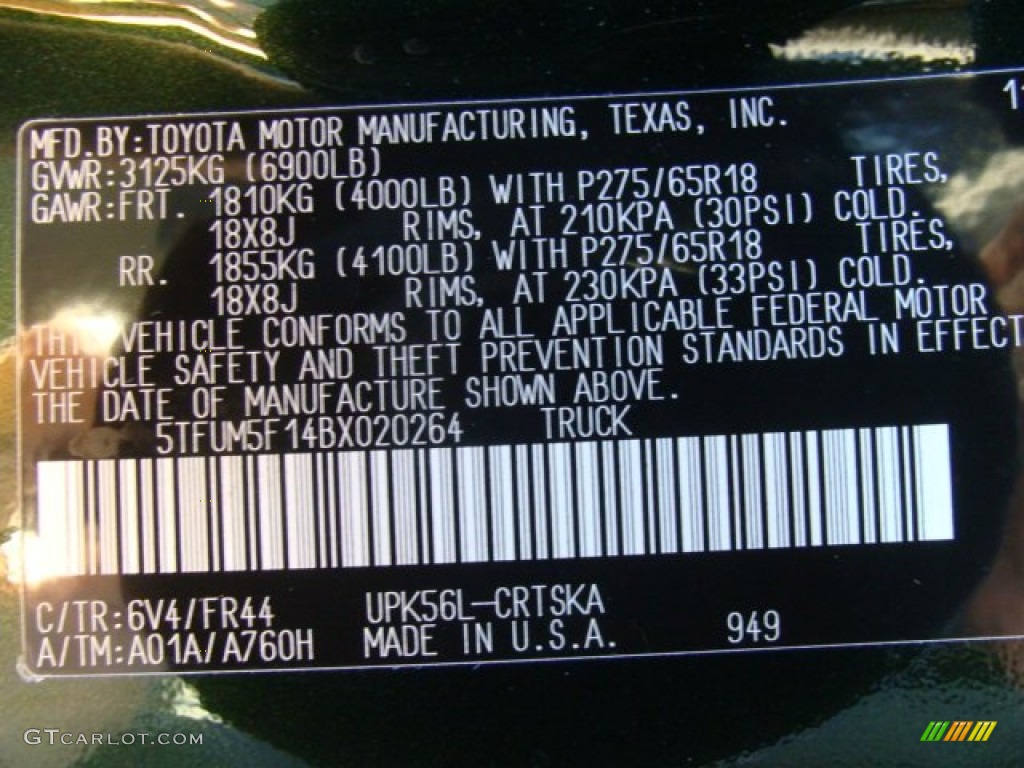 MFD.BY:TOYOTA MOTOR MANUFACTURING, TEXAS, INC.
GVWR:3125KG (6900LB)
GAWR:FRT. 1810KG (4000LB) WITH P275/65R18 TIRES,
18X8J RIMS, AT 210KPA (30PSI) COLD.
RR. 1855KG (4100LB) WITH P275/65R18 TIRES,
18X8J RIMS, AT 230KPA (33PSI) COLD.
THIS VEHICLE CONFORMS TO ALL APPLICABLE FEDERAL MOTOR
VEHICLE SAFETY AND THEFT PREVENTION STANDARDS IN EFFECT
THE DATE OF MANUFACTURE SHOWN ABOVE.
5TFUM5F14BX020264 TRUCK
C/TR:6V4/FR44 UPK56L-CRTSKA
A/TM:A01A/A760H MADE IN U.S.A. 949
GTCARLOT.COM